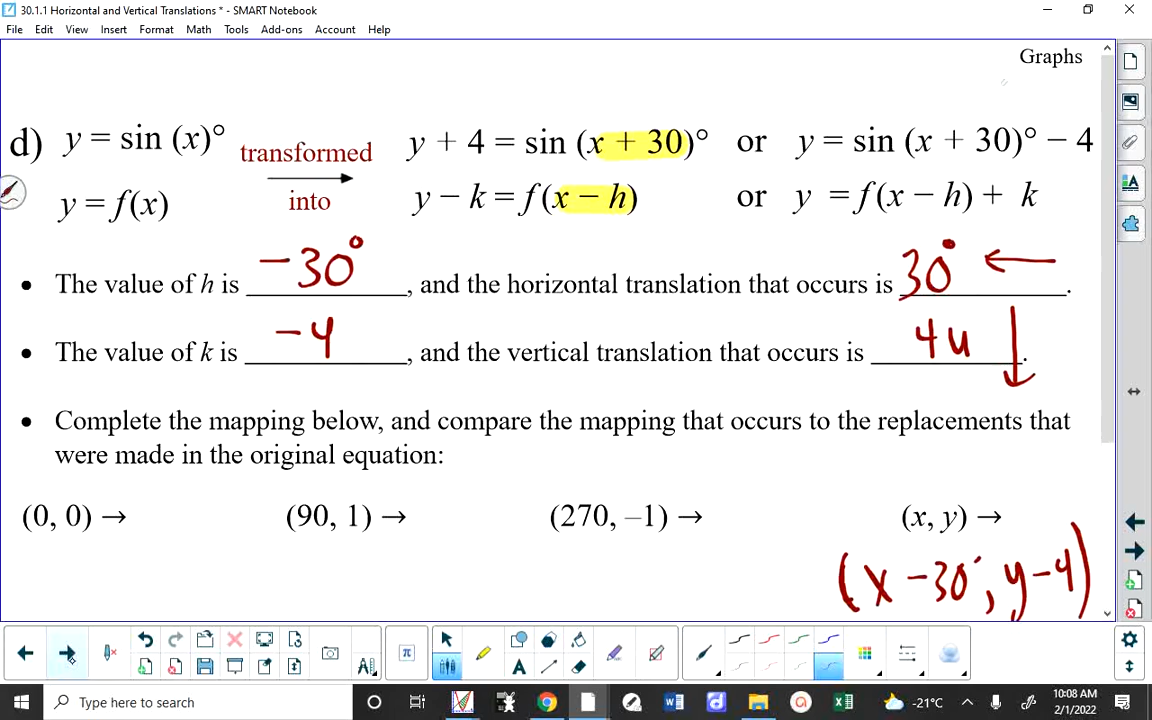 30.1.1 Horizontal and Vertical Translations * - SMART Notebook
File Edit View Insert Format Math Tools Add-ons Account Help
Graphs
d) y = sin (x)° transformed into y + 4 = sin (x + 30)° or y = sin (x + 30)° − 4
y = f(x) y − k = f(x − h) or y = f(x − h) + k
• The value of h is −30°, and the horizontal translation that occurs is 30° ←.
• The value of k is −4, and the vertical translation that occurs is 4u ↓.
• Complete the mapping below, and compare the mapping that occurs to the replacements that
were made in the original equation:
(0, 0) → (90, 1) → (270, –1) → (x, y) →
(x −30°, y−4)
Type here to search
-21°C
10:08 AM
2/1/2022